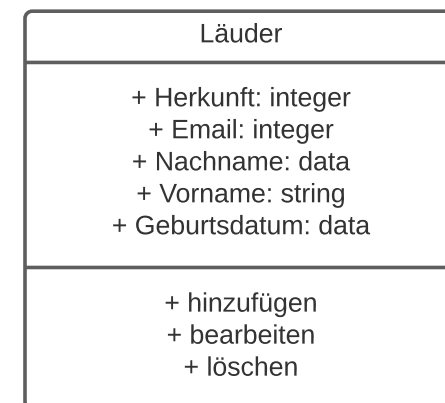 Läuder
+ Herkunft: integer
+ Email: integer
+ Nachname: data
+ Vorname: string
+ Geburtsdatum: data
+ hinzufügen
+ bearbeiten
+ löschen